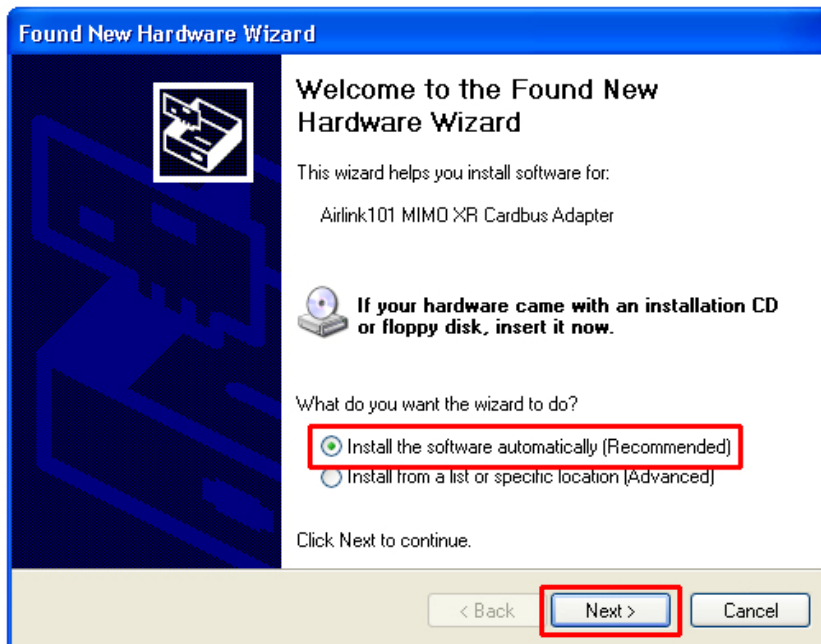 Found New Hardware Wizard
Welcome to the Found New
Hardware Wizard
This wizard helps you install software for:
Airlink101 MIMO XR Cardbus Adapter
If your hardware came with an installation CD
or floppy disk, insert it now.
What do you want the wizard to do?
Install the software automatically (Recommended)
Install from a list or specific location (Advanced)
Click Next to continue.
< Back Next > Cancel